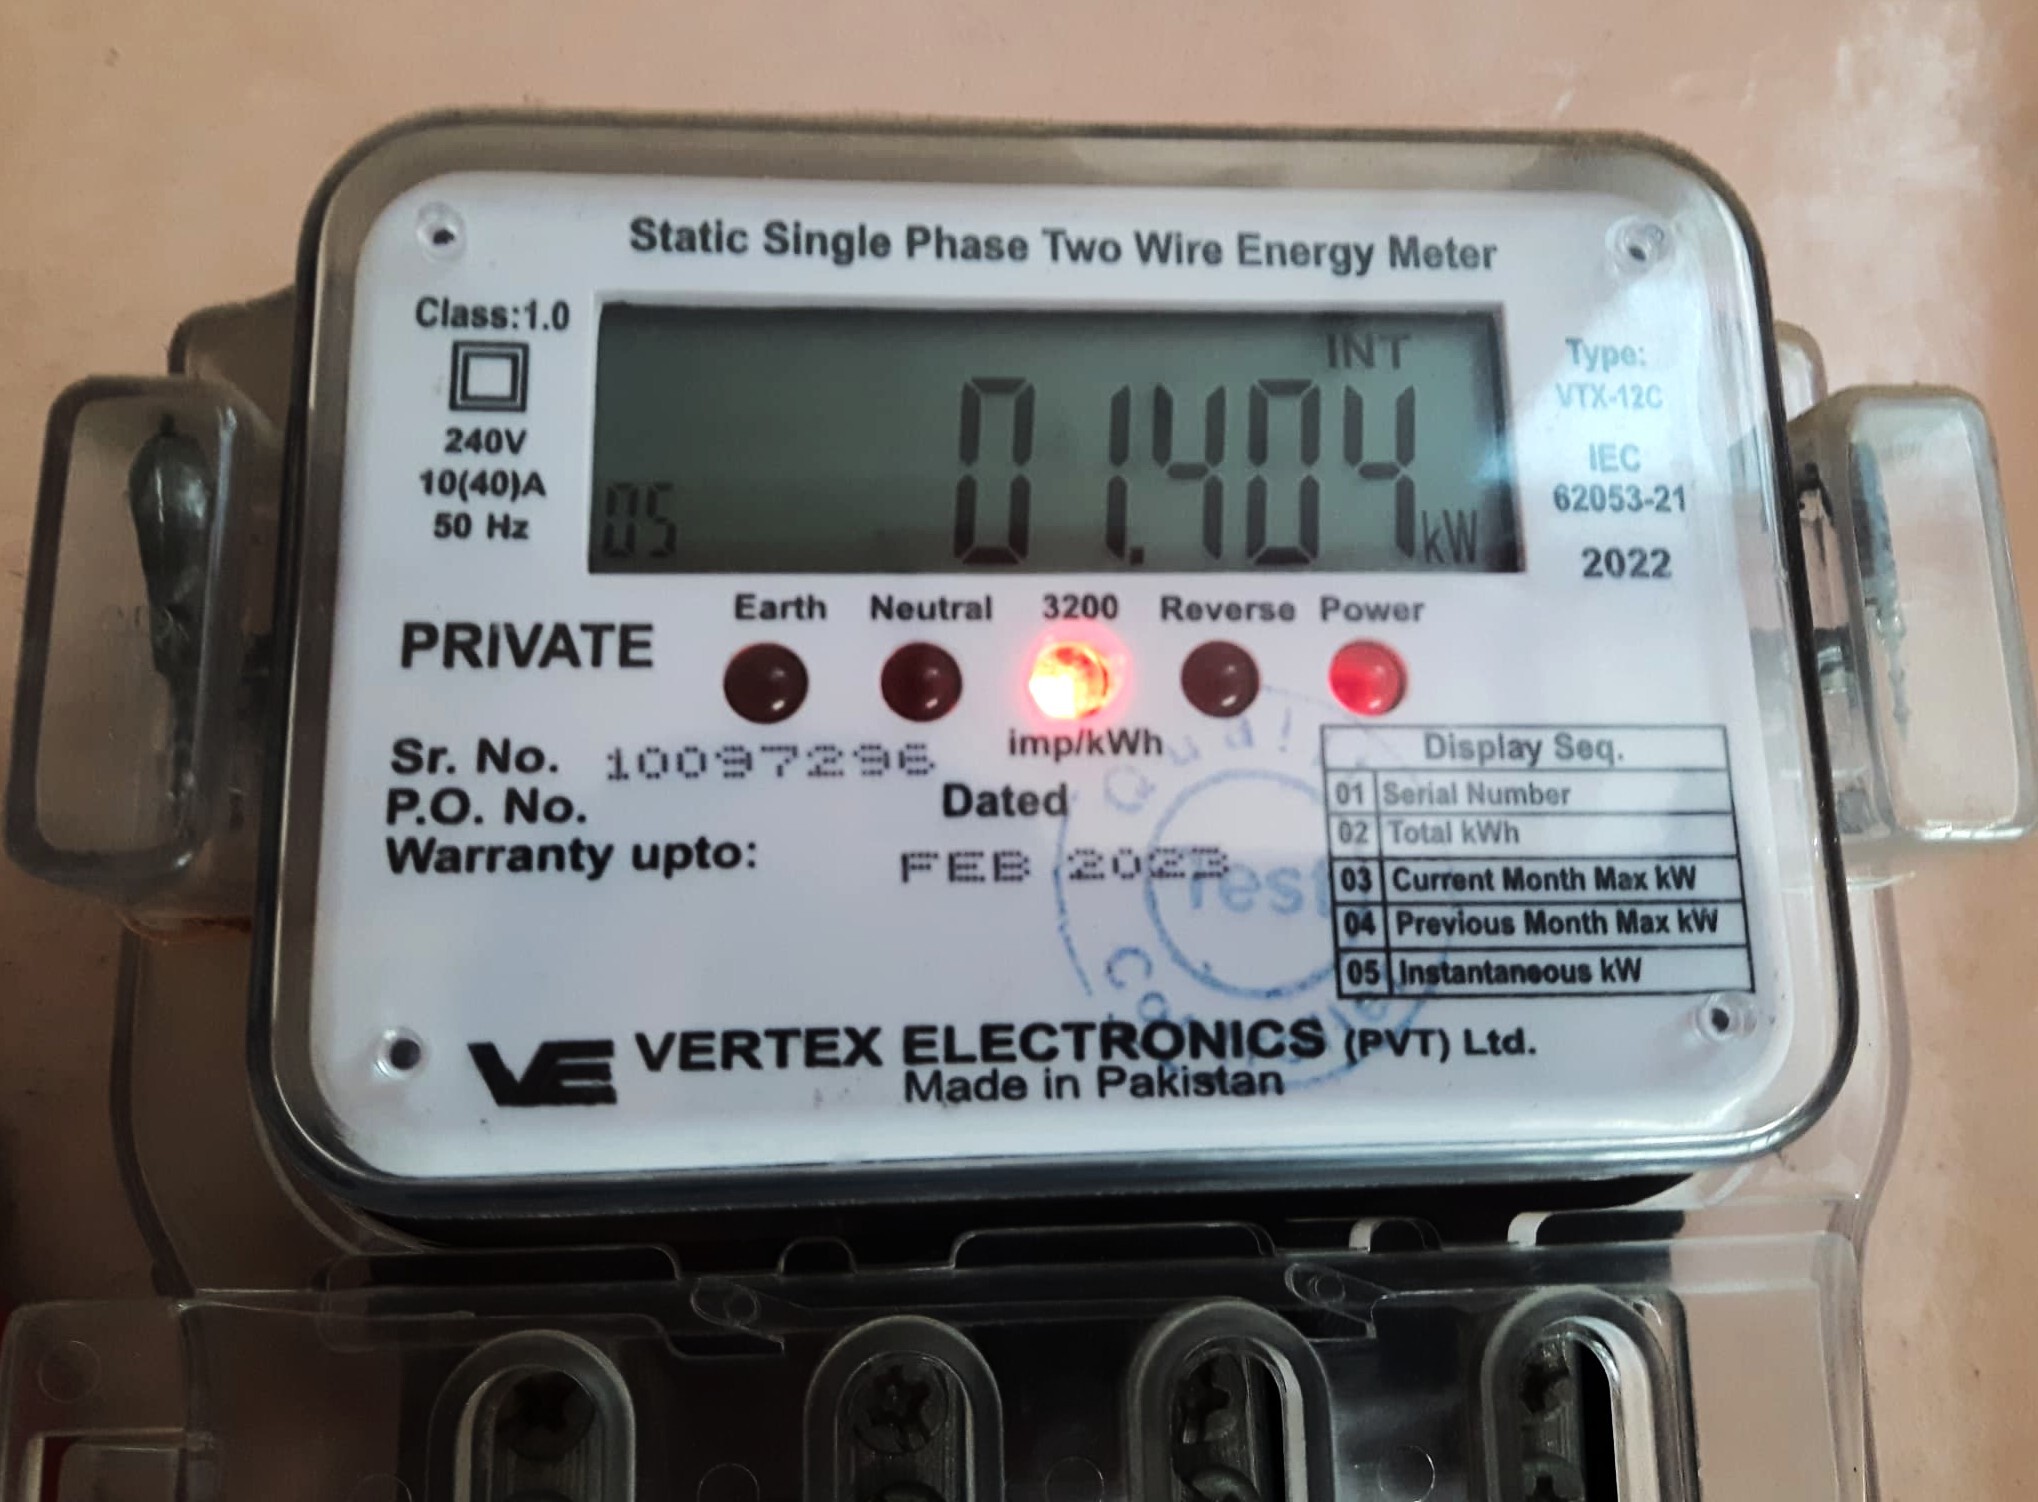 Static Single Phase Two Wire Energy Meter
Class:1.0
240V
10(40)A
50 Hz
INT
01.404 kW
05
Type:
VTX-12C
IEC
62053-21
2022
Earth Neutral 3200 Reverse Power
imp/kWh
PRIVATE
Sr. No. 10097296
P.O. No. Dated
Warranty upto: FEB 2023
Display Seq.
01 Serial Number
02 Total kWh
03 Current Month Max kW
04 Previous Month Max kW
05 Instantaneous kW
Quality
Test
VE VERTEX ELECTRONICS (PVT) Ltd.
Made in Pakistan